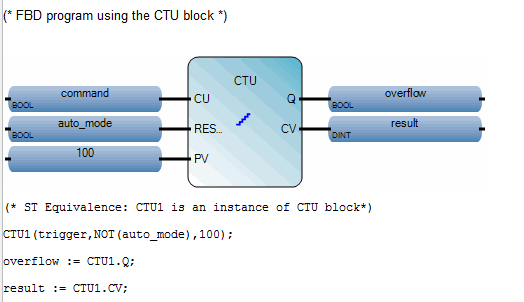 (* FBD program using the CTU block *)
CTU
command
BOOL
CU
Q
overflow
BOOL
auto_mode
BOOL
RES...
CV
result
DINT
100
PV
(* ST Equivalence: CTU1 is an instance of CTU block*)
CTU1(trigger,NOT(auto_mode),100);
overflow := CTU1.Q;
result := CTU1.CV;